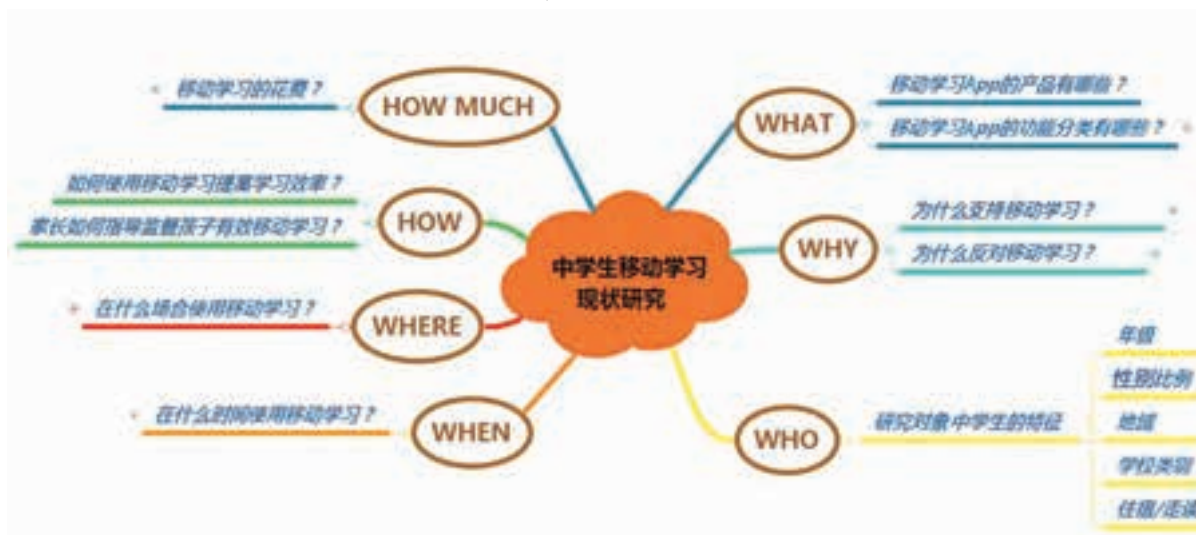 移动学习的花费？
HOW MUCH
如何使用移动学习提高学习效率？
家长如何指导监督孩子有效移动学习？
HOW
在什么场合使用移动学习？
WHERE
在什么时间使用移动学习？
WHEN
中学生移动学习
现状研究
WHAT
移动学习App的产品有哪些？
移动学习App的功能分类有哪些？
WHY
为什么支持移动学习？
为什么反对移动学习？
WHO
研究对象中学生的特征
年级
性别比例
地域
学校类别
住宿/走读